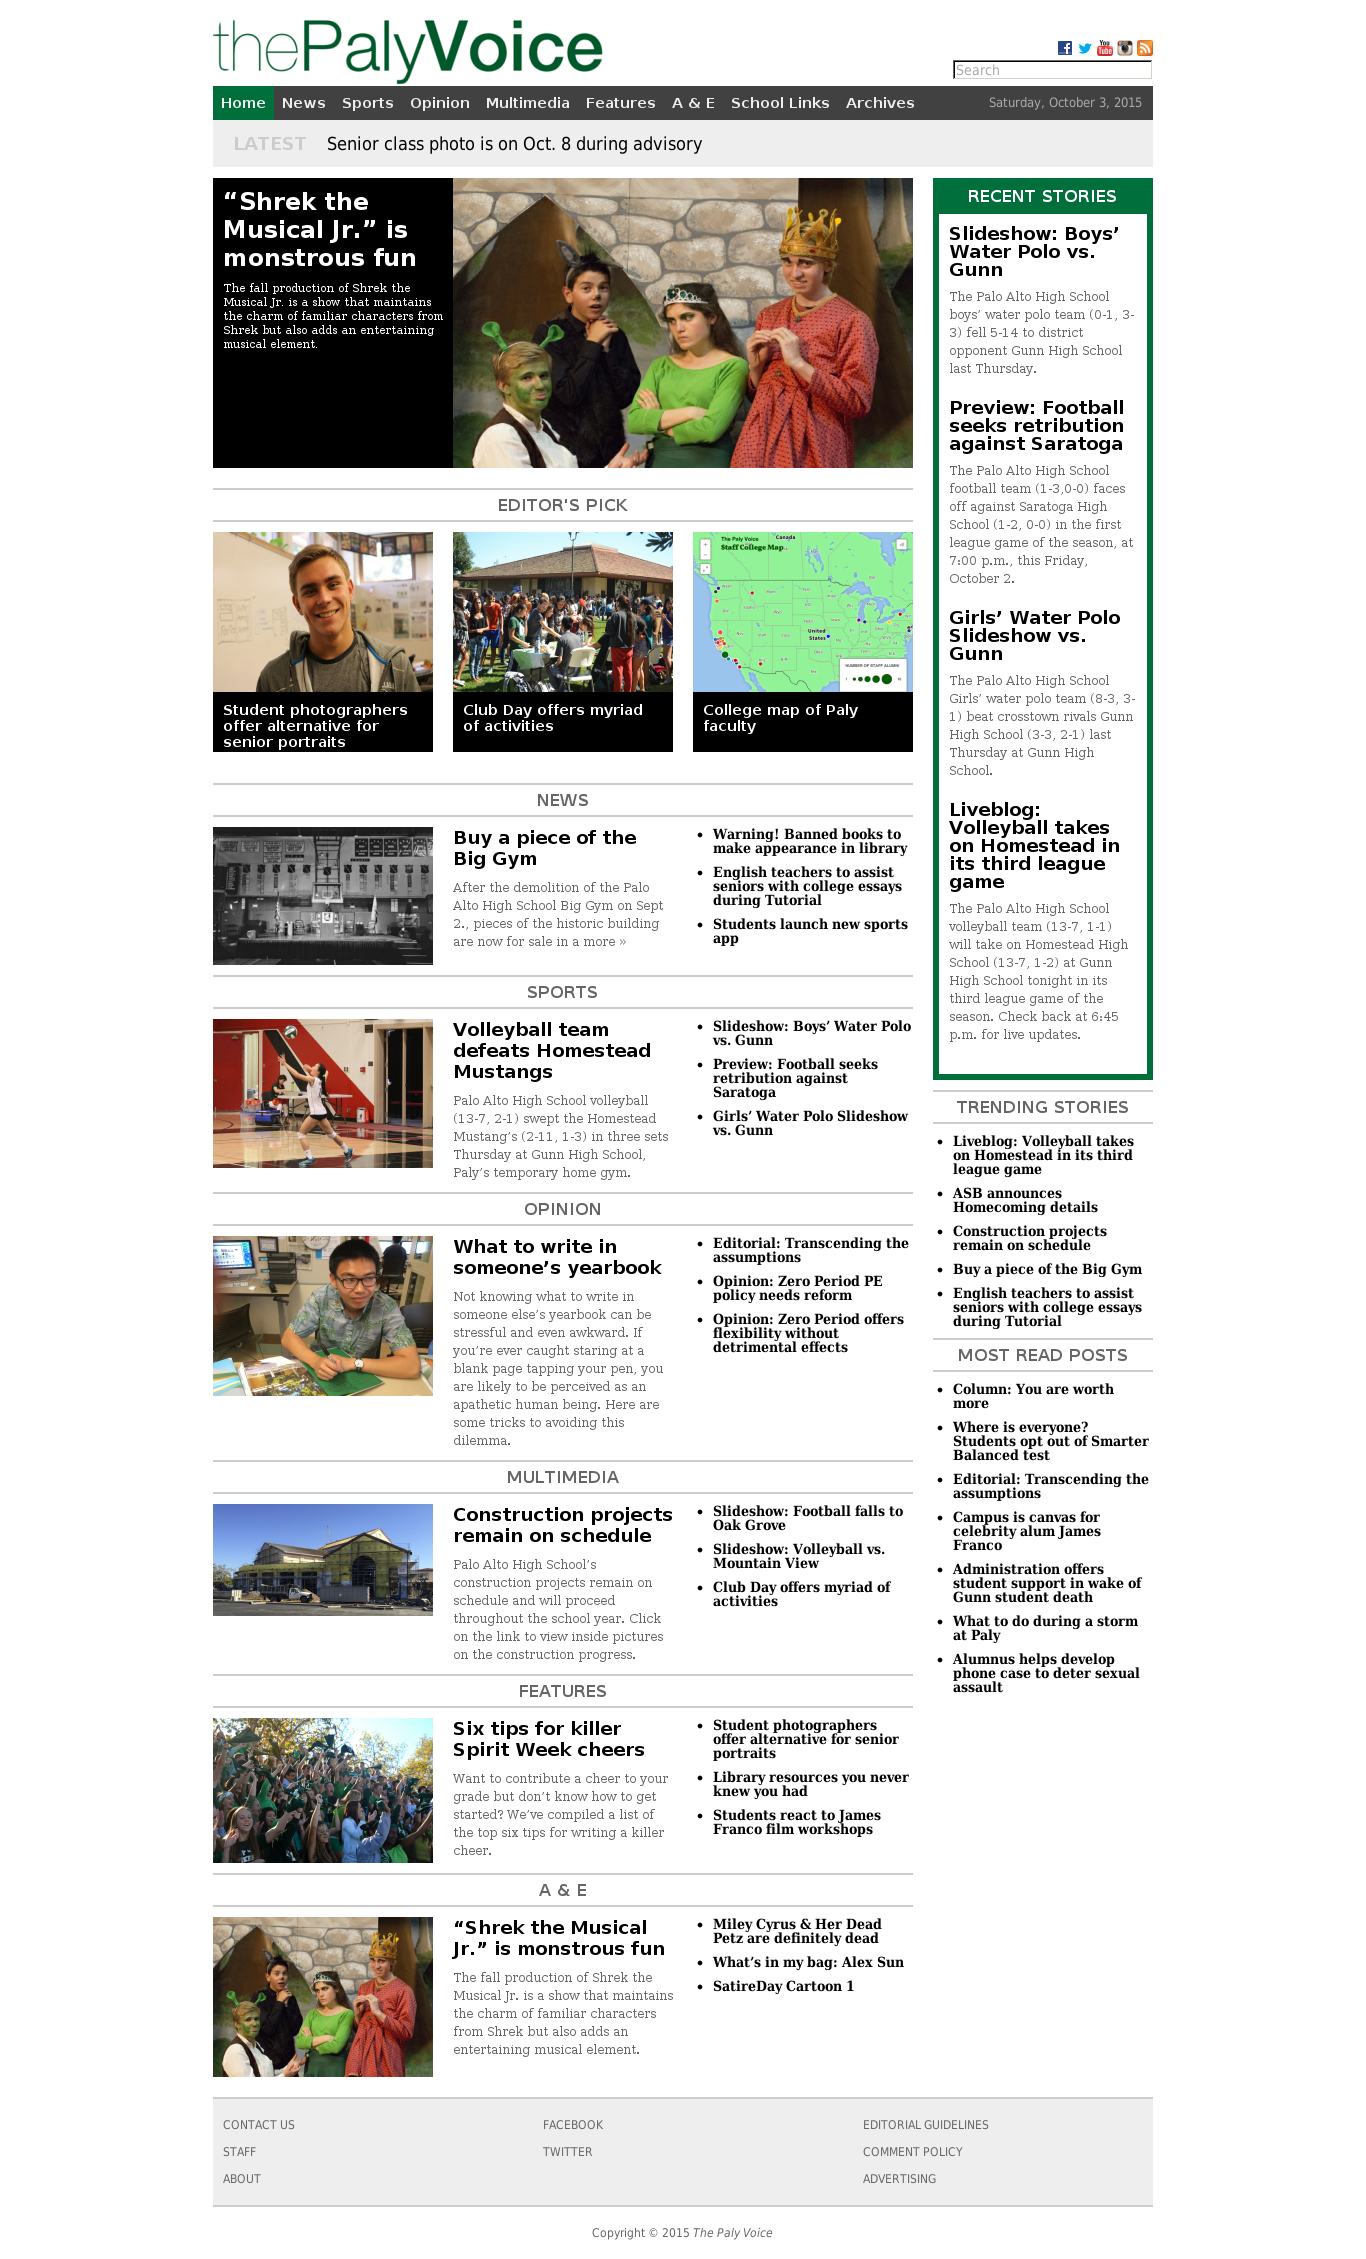 thePalyVoice
Search
Home News Sports Opinion Multimedia Features A & E School Links Archives Saturday, October 3, 2015
LATEST Senior class photo is on Oct. 8 during advisory
“Shrek the
Musical Jr.” is
monstrous fun
The fall production of Shrek the
Musical Jr. is a show that maintains
the charm of familiar characters from
Shrek but also adds an entertaining
musical element.
EDITOR'S PICK
The Paly Voice
Staff College Map
Canada
United
States
NUMBER OF STAFF ALUMNI
Student photographers
offer alternative for
senior portraits
Club Day offers myriad
of activities
College map of Paly
faculty
NEWS
Buy a piece of the
Big Gym
After the demolition of the Palo
Alto High School Big Gym on Sept
2., pieces of the historic building
are now for sale in a more »
• Warning! Banned books to
make appearance in library
• English teachers to assist
seniors with college essays
during Tutorial
• Students launch new sports
app
SPORTS
Volleyball team
defeats Homestead
Mustangs
Palo Alto High School volleyball
(13-7, 2-1) swept the Homestead
Mustang’s (2-11, 1-3) in three sets
Thursday at Gunn High School,
Paly’s temporary home gym.
• Slideshow: Boys’ Water Polo
vs. Gunn
• Preview: Football seeks
retribution against
Saratoga
• Girls’ Water Polo Slideshow
vs. Gunn
OPINION
What to write in
someone’s yearbook
Not knowing what to write in
someone else’s yearbook can be
stressful and even awkward. If
you’re ever caught staring at a
blank page tapping your pen, you
are likely to be perceived as an
apathetic human being. Here are
some tricks to avoiding this
dilemma.
• Editorial: Transcending the
assumptions
• Opinion: Zero Period PE
policy needs reform
• Opinion: Zero Period offers
flexibility without
detrimental effects
MULTIMEDIA
Construction projects
remain on schedule
Palo Alto High School’s
construction projects remain on
schedule and will proceed
throughout the school year. Click
on the link to view inside pictures
on the construction progress.
• Slideshow: Football falls to
Oak Grove
• Slideshow: Volleyball vs.
Mountain View
• Club Day offers myriad of
activities
FEATURES
Six tips for killer
Spirit Week cheers
Want to contribute a cheer to your
grade but don’t know how to get
started? We’ve compiled a list of
the top six tips for writing a killer
cheer.
• Student photographers
offer alternative for senior
portraits
• Library resources you never
knew you had
• Students react to James
Franco film workshops
A & E
“Shrek the Musical
Jr.” is monstrous fun
The fall production of Shrek the
Musical Jr. is a show that maintains
the charm of familiar characters
from Shrek but also adds an
entertaining musical element.
• Miley Cyrus & Her Dead
Petz are definitely dead
• What’s in my bag: Alex Sun
• SatireDay Cartoon 1
RECENT STORIES
Slideshow: Boys’
Water Polo vs.
Gunn
The Palo Alto High School
boys’ water polo team (0-1, 3-
3) fell 5-14 to district
opponent Gunn High School
last Thursday.
Preview: Football
seeks retribution
against Saratoga
The Palo Alto High School
football team (1-3,0-0) faces
off against Saratoga High
School (1-2, 0-0) in the first
league game of the season, at
7:00 p.m., this Friday,
October 2.
Girls’ Water Polo
Slideshow vs.
Gunn
The Palo Alto High School
Girls’ water polo team (8-3, 3-
1) beat crosstown rivals Gunn
High School (3-3, 2-1) last
Thursday at Gunn High
School.
Liveblog:
Volleyball takes
on Homestead in
its third league
game
The Palo Alto High School
volleyball team (13-7, 1-1)
will take on Homestead High
School (13-7, 1-2) at Gunn
High School tonight in its
third league game of the
season. Check back at 6:45
p.m. for live updates.
TRENDING STORIES
• Liveblog: Volleyball takes
on Homestead in its third
league game
• ASB announces
Homecoming details
• Construction projects
remain on schedule
• Buy a piece of the Big Gym
• English teachers to assist
seniors with college essays
during Tutorial
MOST READ POSTS
• Column: You are worth
more
• Where is everyone?
Students opt out of Smarter
Balanced test
• Editorial: Transcending the
assumptions
• Campus is canvas for
celebrity alum James
Franco
• Administration offers
student support in wake of
Gunn student death
• What to do during a storm
at Paly
• Alumnus helps develop
phone case to deter sexual
assault
CONTACT US
STAFF
ABOUT
FACEBOOK
TWITTER
EDITORIAL GUIDELINES
COMMENT POLICY
ADVERTISING
Copyright © 2015 The Paly Voice